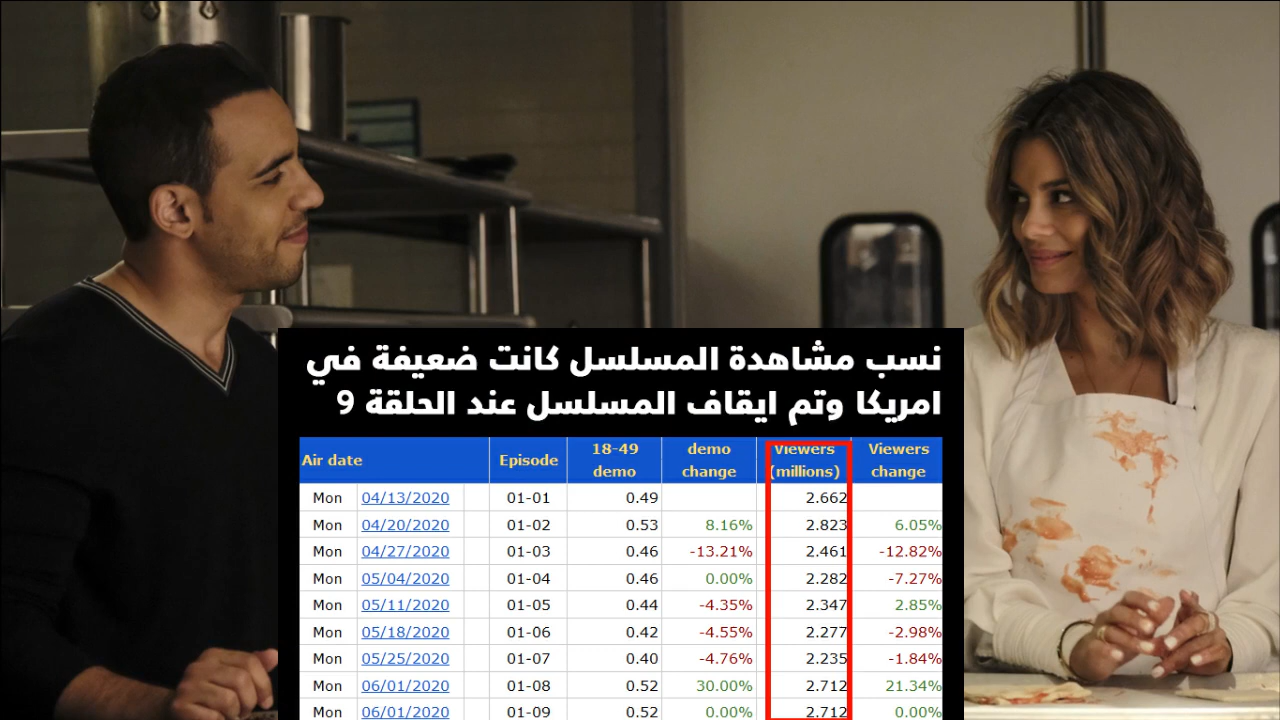 نسب مشاهدة المسلسل كانت ضعيفة في
امريكا وتم ايقاف المسلسل عند الحلقة 9
Air date Episode 18-49 demo demo change Viewers (millions) Viewers change
Mon 04/13/2020 01-01 0.49 2.662
Mon 04/20/2020 01-02 0.53 8.16% 2.823 6.05%
Mon 04/27/2020 01-03 0.46 -13.21% 2.461 -12.82%
Mon 05/04/2020 01-04 0.46 0.00% 2.282 -7.27%
Mon 05/11/2020 01-05 0.44 -4.35% 2.347 2.85%
Mon 05/18/2020 01-06 0.42 -4.55% 2.277 -2.98%
Mon 05/25/2020 01-07 0.40 -4.76% 2.235 -1.84%
Mon 06/01/2020 01-08 0.52 30.00% 2.712 21.34%
Mon 06/01/2020 01-09 0.52 0.00% 2.712 0.00%